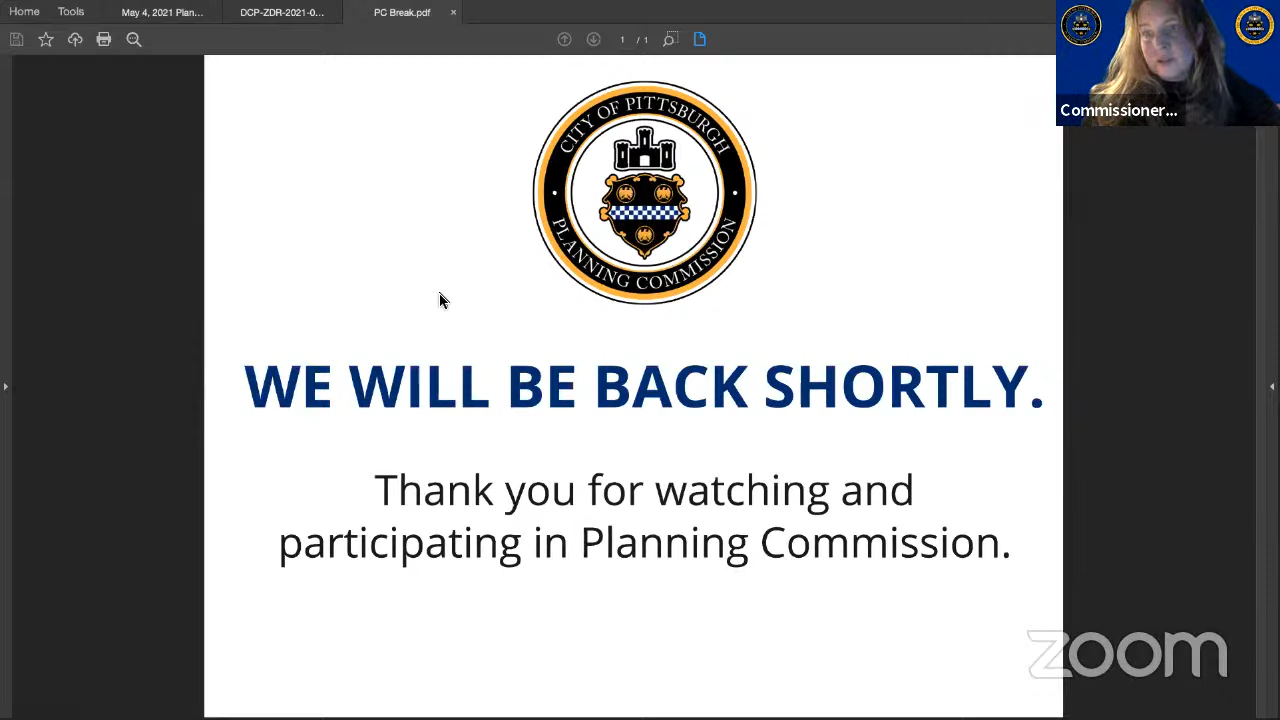 Home
Tools
May 4, 2021 Plan...
DCP-ZDR-2021-0...
PC Break.pdf
×
1 / 1
Commissioner...
CITY OF PITTSBURGH
PLANNING COMMISSION
WE WILL BE BACK SHORTLY.
Thank you for watching and
participating in Planning Commission.
zoom